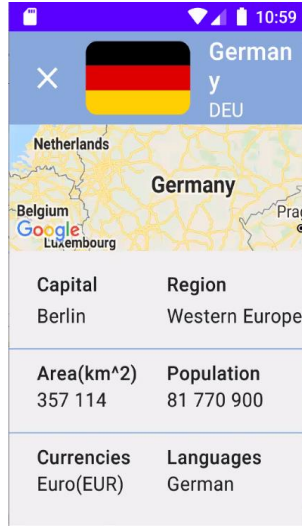 10:59
German
y
DEU
Netherlands
Germany
Belgium
Prag
Google
Luxembourg
Capital Region
Berlin Western Europe
Area(km^2) Population
357 114 81 770 900
Currencies Languages
Euro(EUR) German